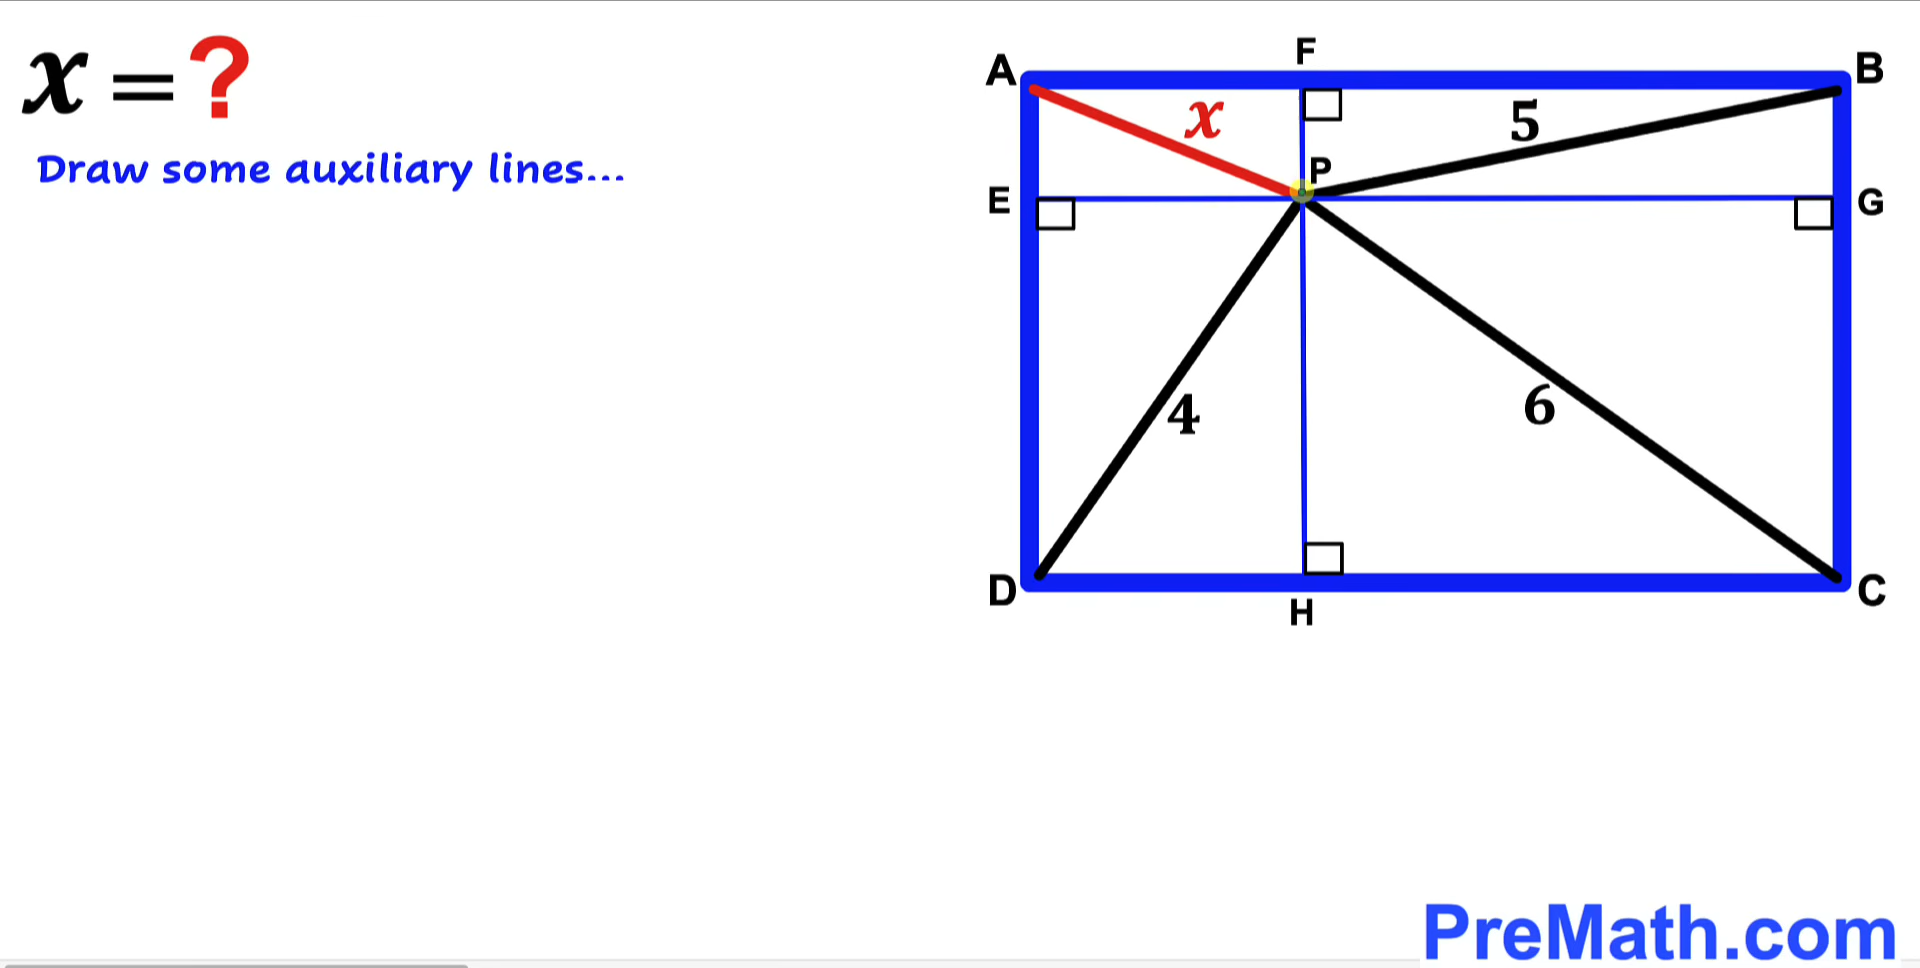 x = ?
Draw some auxiliary lines...
F
A
B
x
5
P
E
G
4
6
D
C
H
PreMath.com